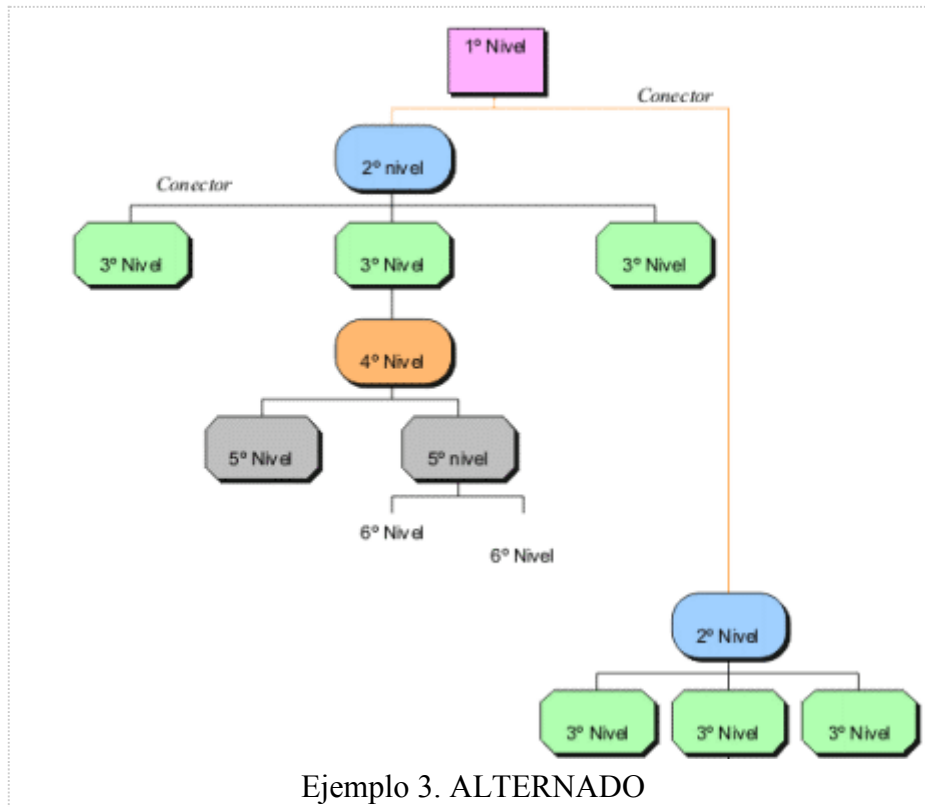 1º Nivel
Conector
2º nivel
Conector
3º Nivel
3º Nivel
3º Nivel
4º Nivel
5º Nivel
5º nivel
6º Nivel
6º Nivel
2º Nivel
3º Nivel
3º Nivel
3º Nivel
Ejemplo 3. ALTERNADO